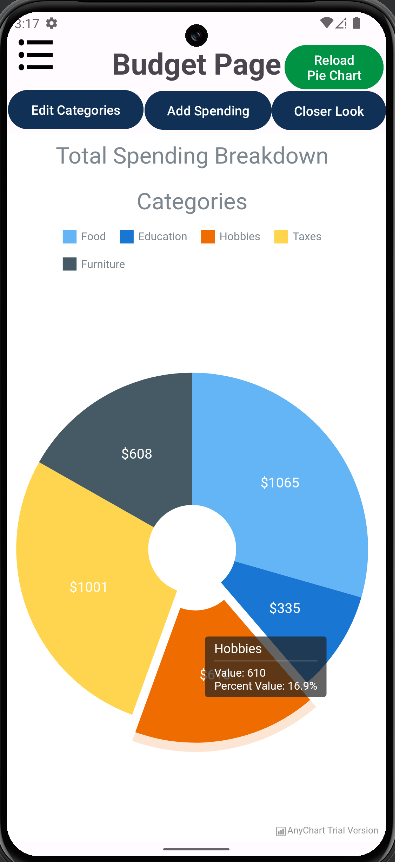 3:17
Budget Page
Reload
Pie Chart
Edit Categories
Add Spending
Closer Look
Total Spending Breakdown
Categories
Food
Education
Hobbies
Taxes
Furniture
$608
$1065
$1001
$335
Hobbies
Value: 610
Percent Value: 16.9%
AnyChart Trial Version